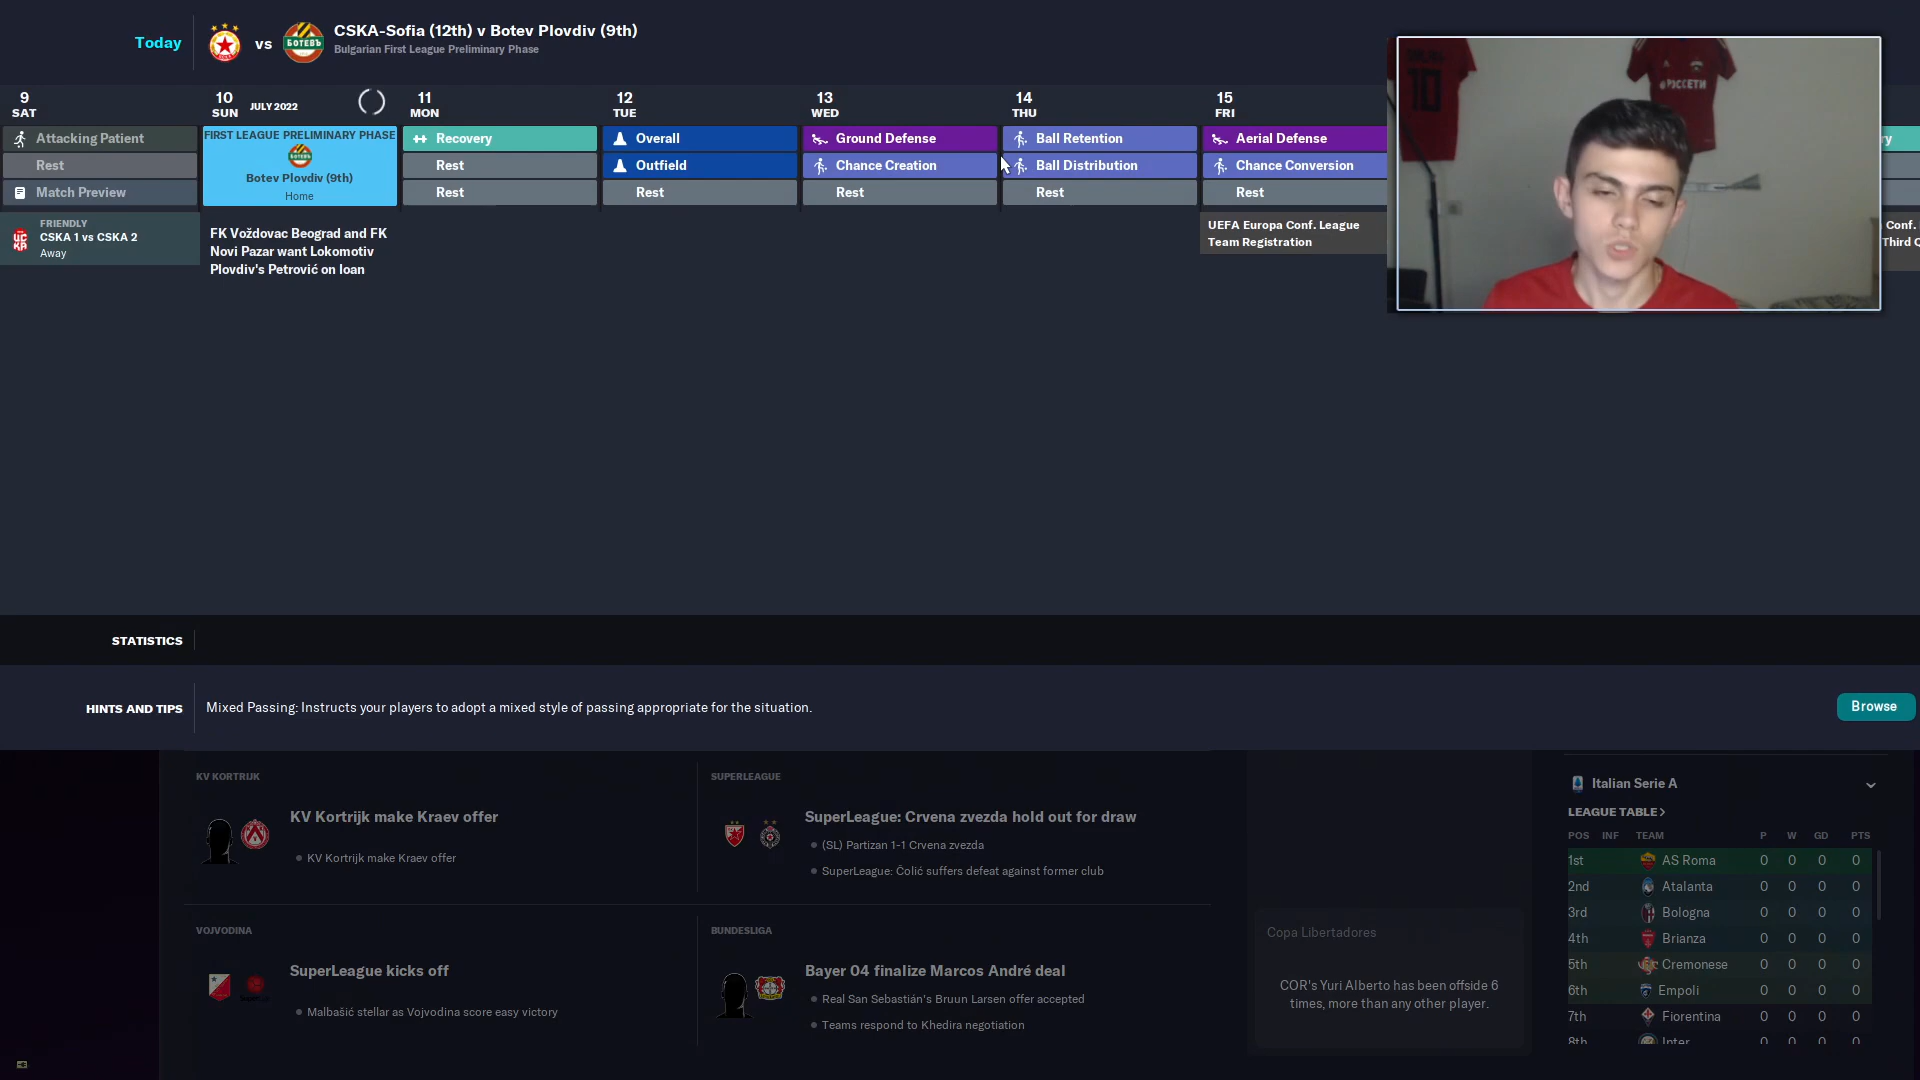 Today
vs
CSKA-Sofia (12th) v Botev Plovdiv (9th)
Bulgarian First League Preliminary Phase
БОТЕВЪ
9
SAT
10
SUN
JULY 2022
11
MON
12
TUE
13
WED
14
THU
15
FRI
Attacking Patient
Rest
Match Preview
FIRST LEAGUE PRELIMINARY PHASE
Botev Plovdiv (9th)
Home
Recovery
Rest
Rest
Overall
Outfield
Rest
Ground Defense
Chance Creation
Rest
Ball Retention
Ball Distribution
Rest
Aerial Defense
Chance Conversion
Rest
FRIENDLY
CSKA 1 vs CSKA 2
Away
FK Voždovac Beograd and FK
Novi Pazar want Lokomotiv
Plovdiv's Petrović on loan
UEFA Europa Conf. League
Team Registration
Conf.
Third Q
10
РОССЕТИ
STATISTICS
HINTS AND TIPS
Mixed Passing: Instructs your players to adopt a mixed style of passing appropriate for the situation.
Browse
KV KORTRIJK
KV Kortrijk make Kraev offer
KV Kortrijk make Kraev offer
SUPERLEAGUE
SuperLeague: Crvena zvezda hold out for draw
(SL) Partizan 1-1 Crvena zvezda
SuperLeague: Čolić suffers defeat against former club
VOJVODINA
SuperLeague kicks off
Malbašić stellar as Vojvodina score easy victory
BUNDESLIGA
Bayer 04 finalize Marcos André deal
Real San Sebastián's Bruun Larsen offer accepted
Teams respond to Khedira negotiation
Copa Libertadores
COR's Yuri Alberto has been offside 6
times, more than any other player.
Italian Serie A
LEAGUE TABLE
POS INF TEAM P W GD PTS
1st AS Roma 0 0 0 0
2nd Atalanta 0 0 0 0
3rd Bologna 0 0 0 0
4th Brianza 0 0 0 0
5th Cremonese 0 0 0 0
6th Empoli 0 0 0 0
7th Fiorentina 0 0 0 0
8th Inter 0 0 0 0